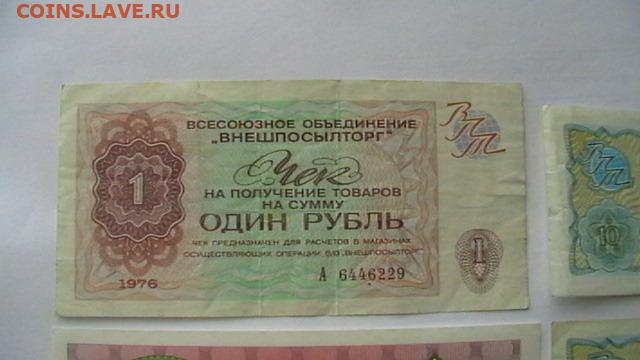 COINS.LAVE.RU
ВСЕСОЮЗНОЕ ОБЪЕДИНЕНИЕ
„ВНЕШПОСЫЛТОРГ"
ВПТ
Чек
НА ПОЛУЧЕНИЕ ТОВАРОВ
НА СУММУ
ОДИН РУБЛЬ
1
ЧЕК ПРЕДНАЗНАЧЕН ДЛЯ РАСЧЕТОВ В МАГАЗИНАХ
ОСУЩЕСТВЛЯЮЩИХ ОПЕРАЦИИ В/О „ВНЕШПОСЫЛТОРГ"
1
А 6446229
1976
ВПТ
10